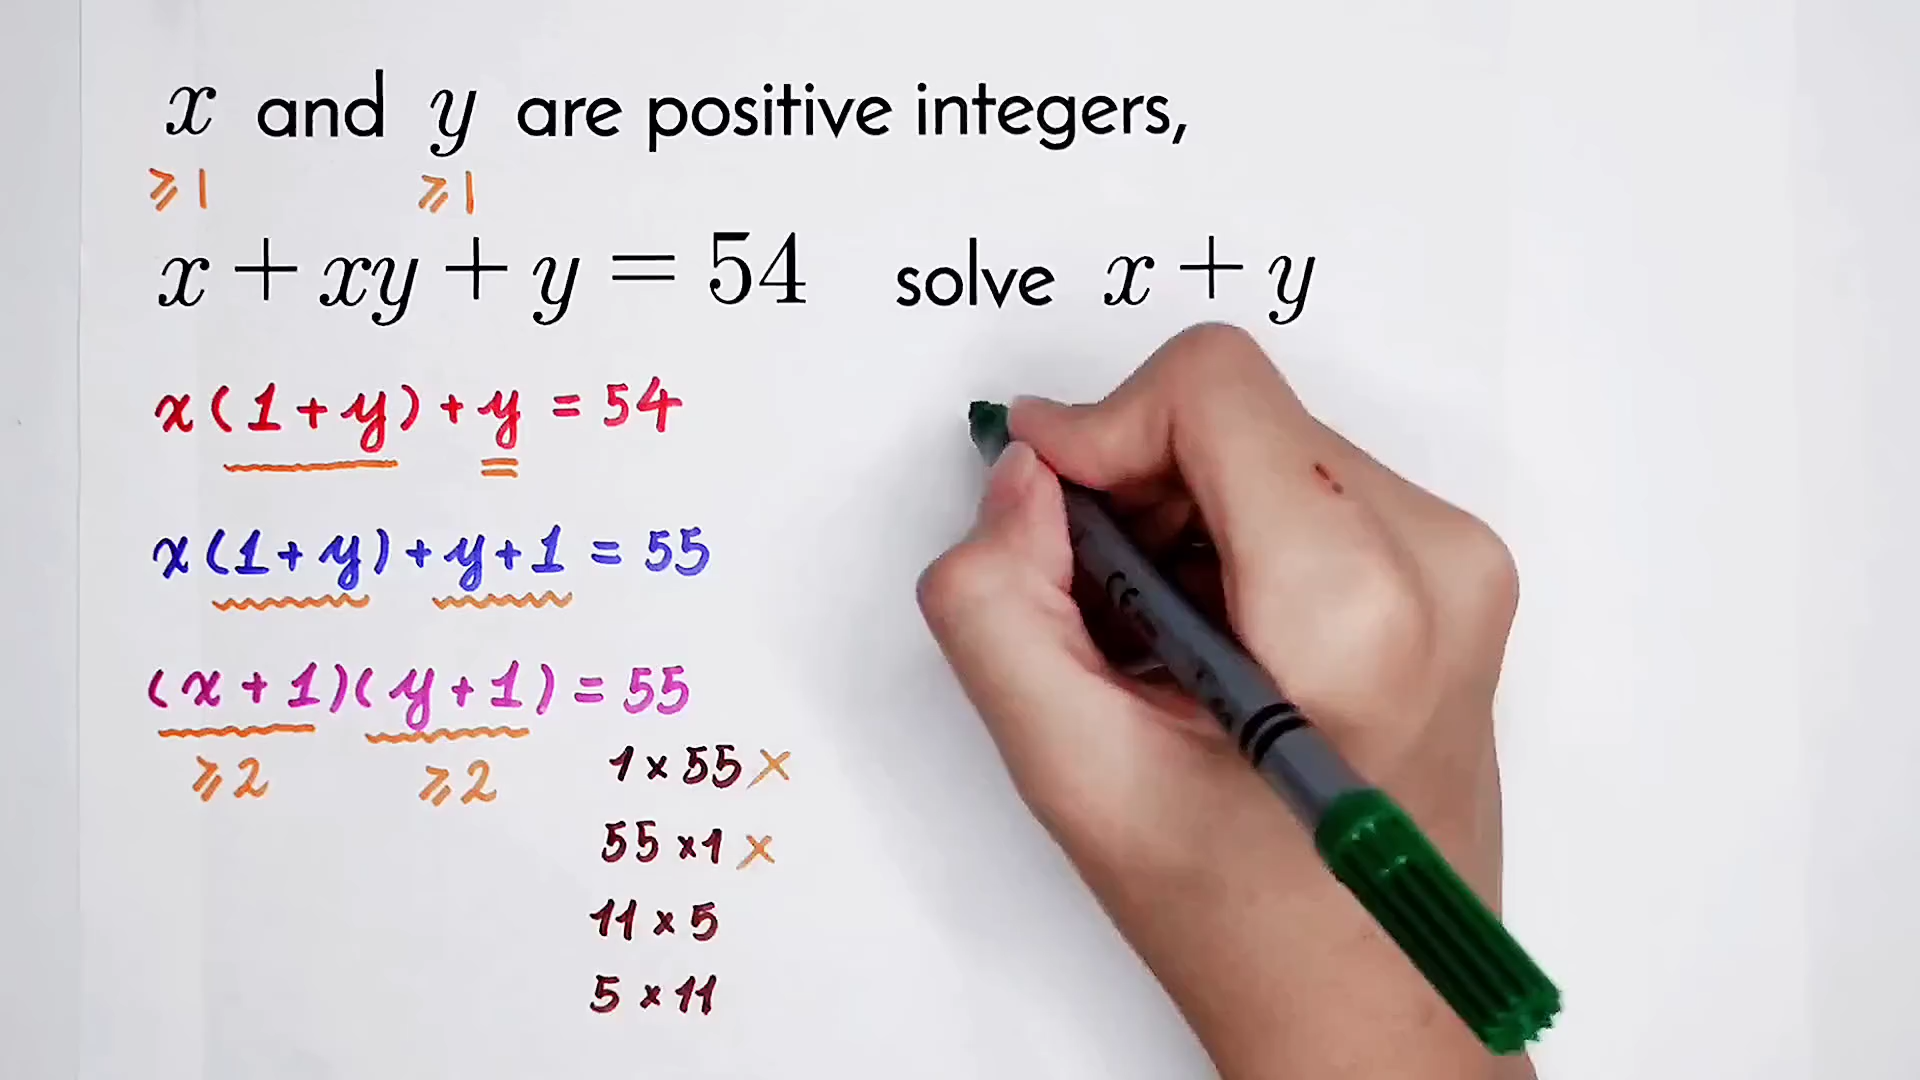 x and y are positive integers,
≥1 ≥1
x + xy + y = 54 solve x + y
x(1+y)+y = 54
x(1+y)+y+1 = 55
(x+1)(y+1) = 55
≥2 ≥2
1 × 55 ×
55 × 1 ×
11 × 5
5 × 11